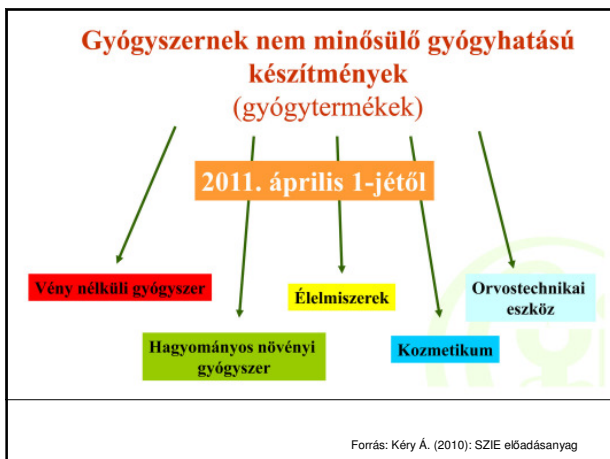 Gyógyszernek nem minősülő gyógyhatású
készítmények
(gyógytermékek)
2011. április 1-jétől
Vény nélküli gyógyszer
Hagyományos növényi
gyógyszer
Élelmiszerek
Kozmetikum
Orvostechnikai
eszköz
Forrás: Kéry Á. (2010): SZIE előadásanyag